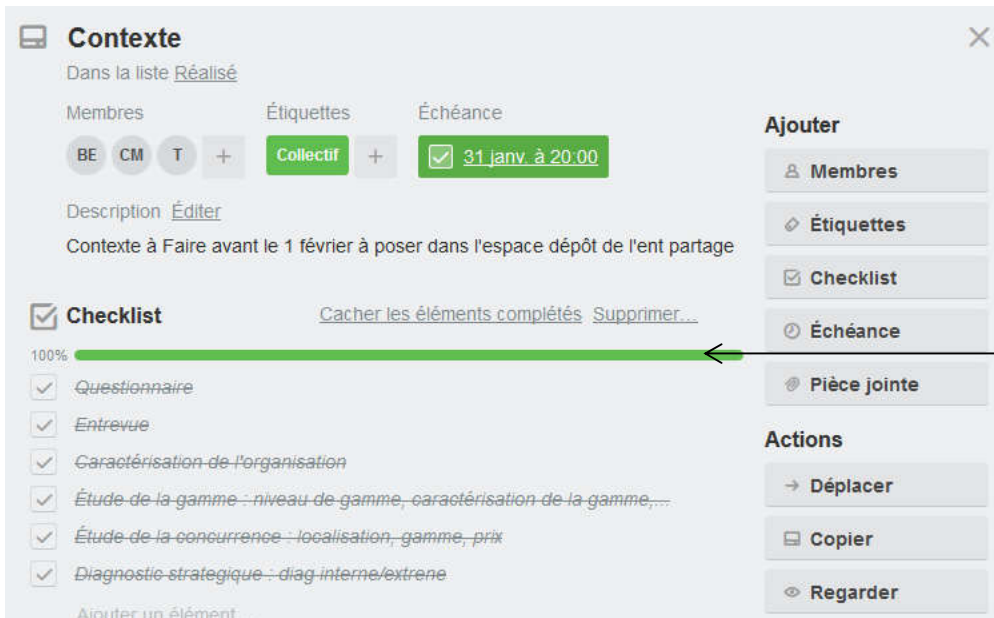 Contexte
Dans la liste Réalisé
Membres Étiquettes Échéance
BE CM T + Collectif + 31 janv. à 20:00
Description Éditer
Contexte à Faire avant le 1 février à poser dans l'espace dépôt de l'ent partage
Checklist Cacher les éléments complétés Supprimer...
100%
Questionnaire
Entrevue
Caractérisation de l'organisation
Étude de la gamme : niveau de gamme, caractérisation de la gamme,...
Étude de la concurrence : localisation, gamme, prix
Diagnostic strategique : diag interne/extrene
Ajouter un élément...
Ajouter
Membres
Étiquettes
Checklist
Échéance
Pièce jointe
Actions
Déplacer
Copier
Regarder